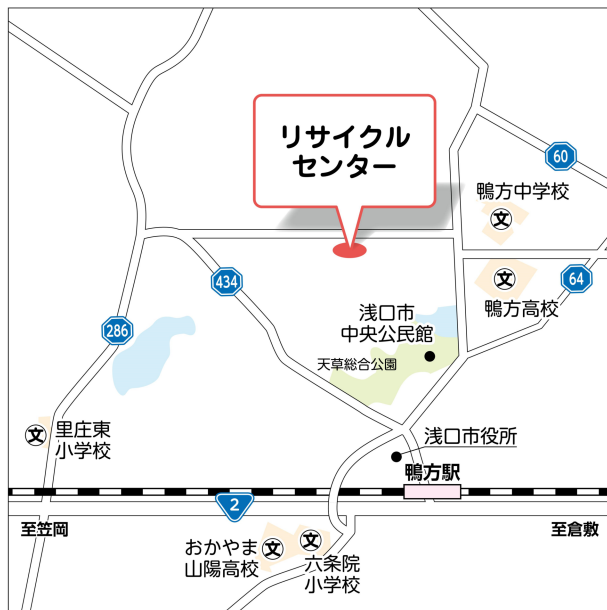 リサイクル
センター
60
鴨方中学校
文
434
64
文
鴨方高校
286
浅口市
中央公民館
天草総合公園
文
里庄東
小学校
浅口市役所
鴨方駅
2
至笠岡
至倉敷
おかやま
山陽高校
文
文
六条院
小学校